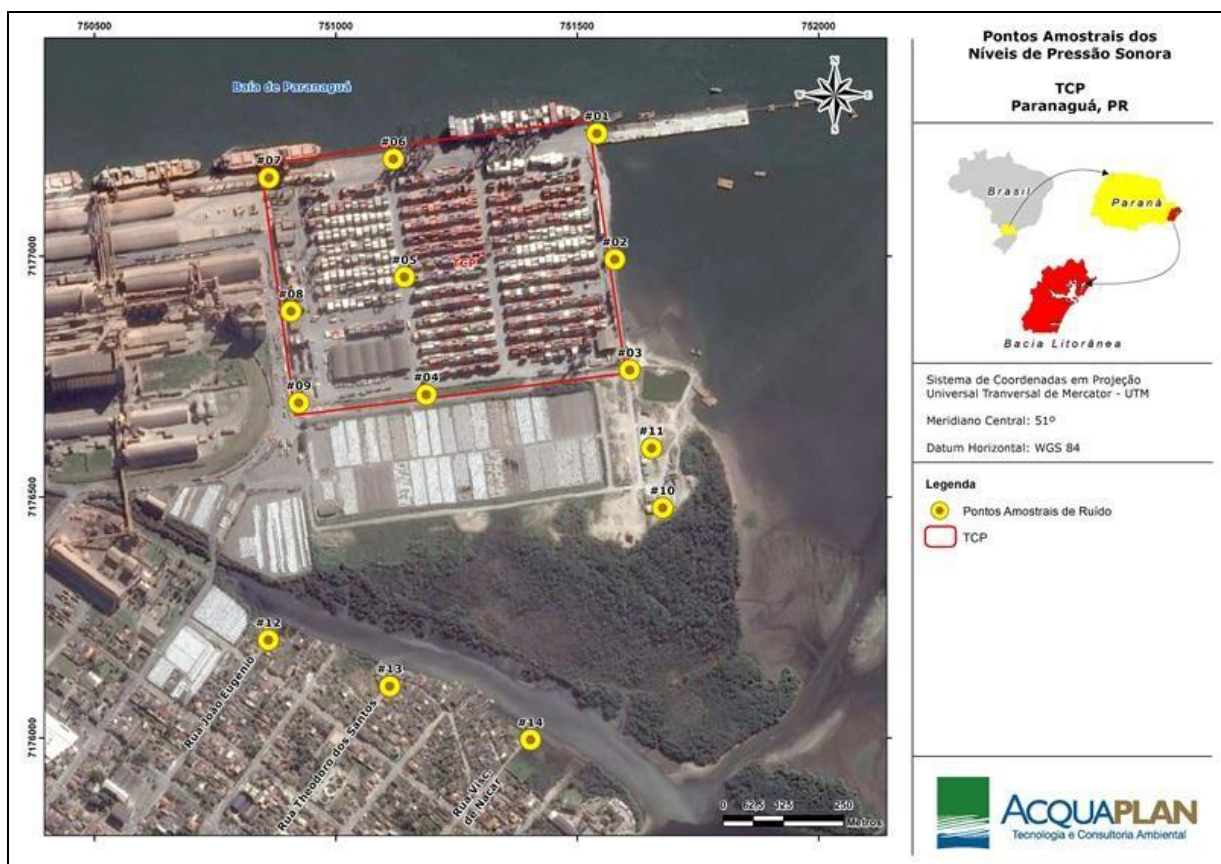 750500
751000
751500
752000
7177000
7176500
7176000
Baía de Paranaguá
N
E
S
W
#01
#06
#07
#02
#05
TCP
#08
#03
#04
#09
#11
#10
#12
#13
#14
Rua João Eugênio
Rua Theodoro dos Santos
Rua Visc.
de Nacar
0 62,5 125 250
Metros
Pontos Amostrais dos
Níveis de Pressão Sonora
TCP
Paranaguá, PR
Brasil
Paraná
Bacia Litorânea
Sistema de Coordenadas em Projeção
Universal Tranversal de Mercator - UTM
Meridiano Central: 51º
Datum Horizontal: WGS 84
Legenda
Pontos Amostrais de Ruído
TCP
ACQUAPLAN
Tecnologia e Consultoria Ambiental